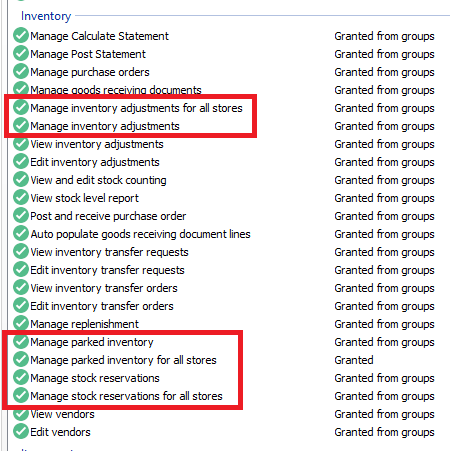 Inventory
Manage Calculate Statement Granted from groups
Manage Post Statement Granted from groups
Manage purchase orders Granted from groups
Manage goods receiving documents Granted from groups
Manage inventory adjustments for all stores Granted from groups
Manage inventory adjustments Granted from groups
View inventory adjustments Granted from groups
Edit inventory adjustments Granted from groups
View and edit stock counting Granted from groups
View stock level report Granted from groups
Post and receive purchase order Granted from groups
Auto populate goods receiving document lines Granted from groups
View inventory transfer requests Granted from groups
Edit inventory transfer requests Granted from groups
View inventory transfer orders Granted from groups
Edit inventory transfer orders Granted from groups
Manage replenishment Granted from groups
Manage parked inventory Granted from groups
Manage parked inventory for all stores Granted
Manage stock reservations Granted from groups
Manage stock reservations for all stores Granted from groups
View vendors Granted from groups
Edit vendors Granted from groups